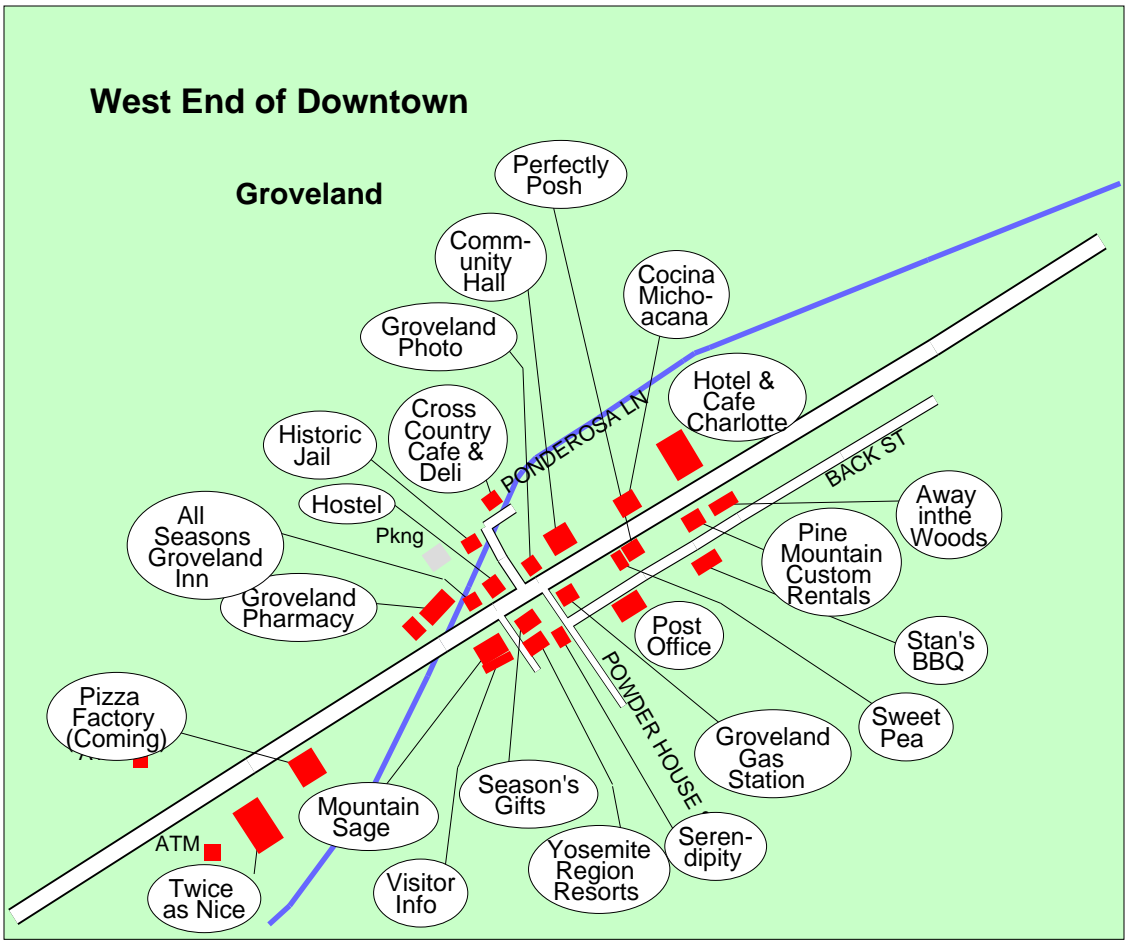 West End of Downtown
Groveland
Perfectly
Posh
Comm-
unity
Hall
Cocina
Micho-
acana
Groveland
Photo
Hotel &
Cafe
Charlotte
Cross
Country
Cafe &
Deli
PONDEROSA LN
Historic
Jail
BACK ST
Hostel
Away
inthe
Woods
All
Seasons
Groveland
Inn
Pkng
Pine
Mountain
Custom
Rentals
Groveland
Pharmacy
Post
Office
Stan's
BBQ
POWDER HOUSE
Pizza
Factory
(Coming)
Sweet
Pea
Groveland
Gas
Station
Season's
Gifts
Mountain
Sage
ATM
Seren-
dipity
Yosemite
Region
Resorts
Visitor
Info
Twice
as Nice